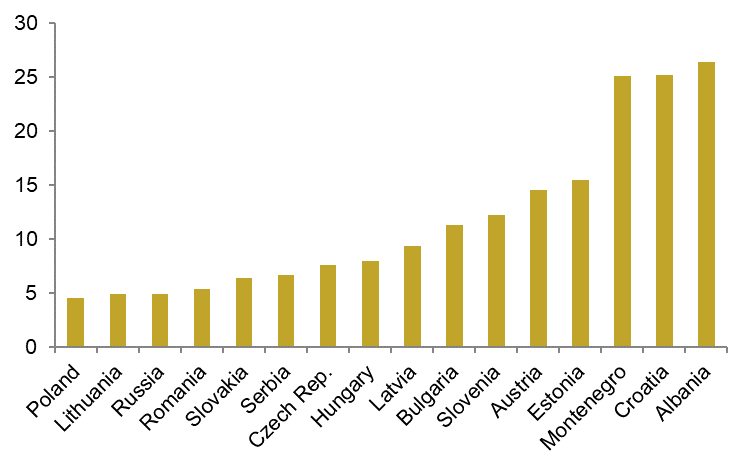 30
25
20
15
10
5
0
Poland
Lithuania
Russia
Romania
Slovakia
Serbia
Czech Rep.
Hungary
Latvia
Bulgaria
Slovenia
Austria
Estonia
Montenegro
Croatia
Albania